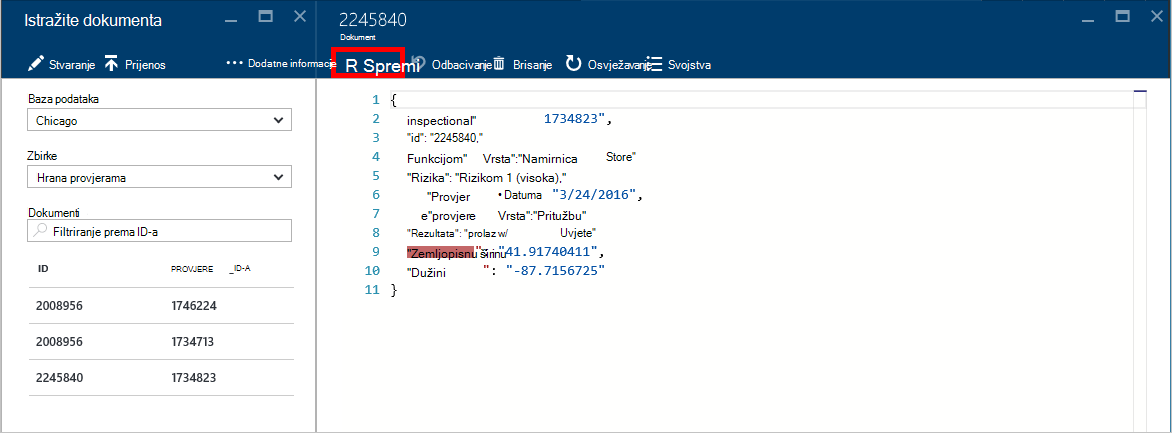 Istražite dokumenta
Stvaranje Prijenos ••• Dodatne informacije
Baza podataka
Chicago
Zbirke
Hrana provjerama
Dokumenti
Filtriranje prema ID-a
ID PROVJERE _ID-A
2008956 1746224
2008956 1734713
2245840 1734823
2245840
Dokument
R Spremi Odbacivanje Brisanje Osvježavanje Svojstva
1 {
2 inspectional" 1734823",
3 "id": "2245840,"
4 Funkcijom" Vrsta":"Namirnica Store"
5 "Rizika": "Rizikom 1 (visoka),"
6 "Provjer • Datuma "3/24/2016",
7 e"provjere Vrsta":"Pritužbu"
8 "Rezultata": "prolaz w/ Uvjete"
9 "Zemljopisnu širinu": "41.91740411",
10 "Dužini ": "-87.7156725"
11 }